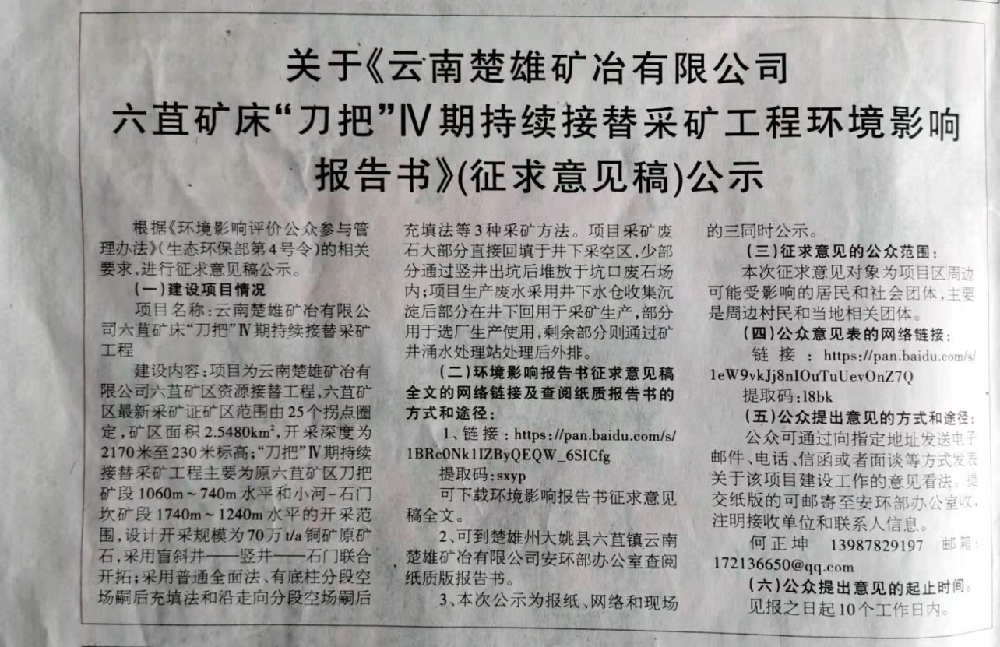 关于《云南楚雄矿冶有限公司
六苴矿床“刀把”Ⅳ期持续接替采矿工程环境影响
报告书》(征求意见稿)公示
根据《环境影响评价公众参与管
理办法》(生态环保部第4号令)的相关
要求,进行征求意见稿公示。
(一)建设项目情况
项目名称:云南楚雄矿冶有限公
司六苴矿床“刀把”Ⅳ期持续接替采矿
工程
建设内容:项目为云南楚雄矿冶有
限公司六苴矿区资源接替工程,六苴矿
区最新采矿证矿区范围由25个拐点圈
定,矿区面积2.5480km²,开采深度为
2170米至230米标高;“刀把”Ⅳ期持续
接替采矿工程主要为原六苴矿区刀把
矿段1060m~740m水平和小河-石门
坎矿段1740m~1240m水平的开采范
围,设计开采规模为70万t/a铜矿原矿
石,采用盲斜井——竖井——石门联合
开拓;采用普通全面法、有底柱分段空
场嗣后充填法和沿走向分段空场嗣后
充填法等3种采矿方法。项目采矿废
石大部分直接回填于井下采空区,少部
分通过竖井出坑后堆放于坑口废石场
内;项目生产废水采用井下水仓收集沉
淀后部分在井下回用于采矿生产,部分
用于选厂生产使用,剩余部分则通过矿
井涌水处理站处理后外排。
(二)环境影响报告书征求意见稿
全文的网络链接及查阅纸质报告书的
方式和途径:
1、链接:https://pan.baidu.com/s/
1BRc0Nk1IZByQEQW_6SICfg
提取码:sxyp
可下载环境影响报告书征求意见
稿全文。
2、可到楚雄州大姚县六苴镇云南
楚雄矿冶有限公司安环部办公室查阅
纸质版报告书。
3、本次公示为报纸、网络和现场
的三同时公示。
(三)征求意见的公众范围:
本次征求意见对象为项目区周边
可能受影响的居民和社会团体,主要
是周边村民和当地相关团体。
(四)公众意见表的网络链接:
链接:https://pan.baidu.com/s/
1eW9vkJj8nIOuTuUevOnZ7Q
提取码:l8bk
(五)公众提出意见的方式和途径:
公众可通过向指定地址发送电子
邮件、电话、信函或者面谈等方式发表
关于该项目建设工作的意见看法。提
交纸版的可邮寄至安环部办公室收,
注明接收单位和联系人信息。
何正坤 13987829197 邮箱:
172136650@qq.com
(六)公众提出意见的起止时间。
见报之日起10个工作日内。